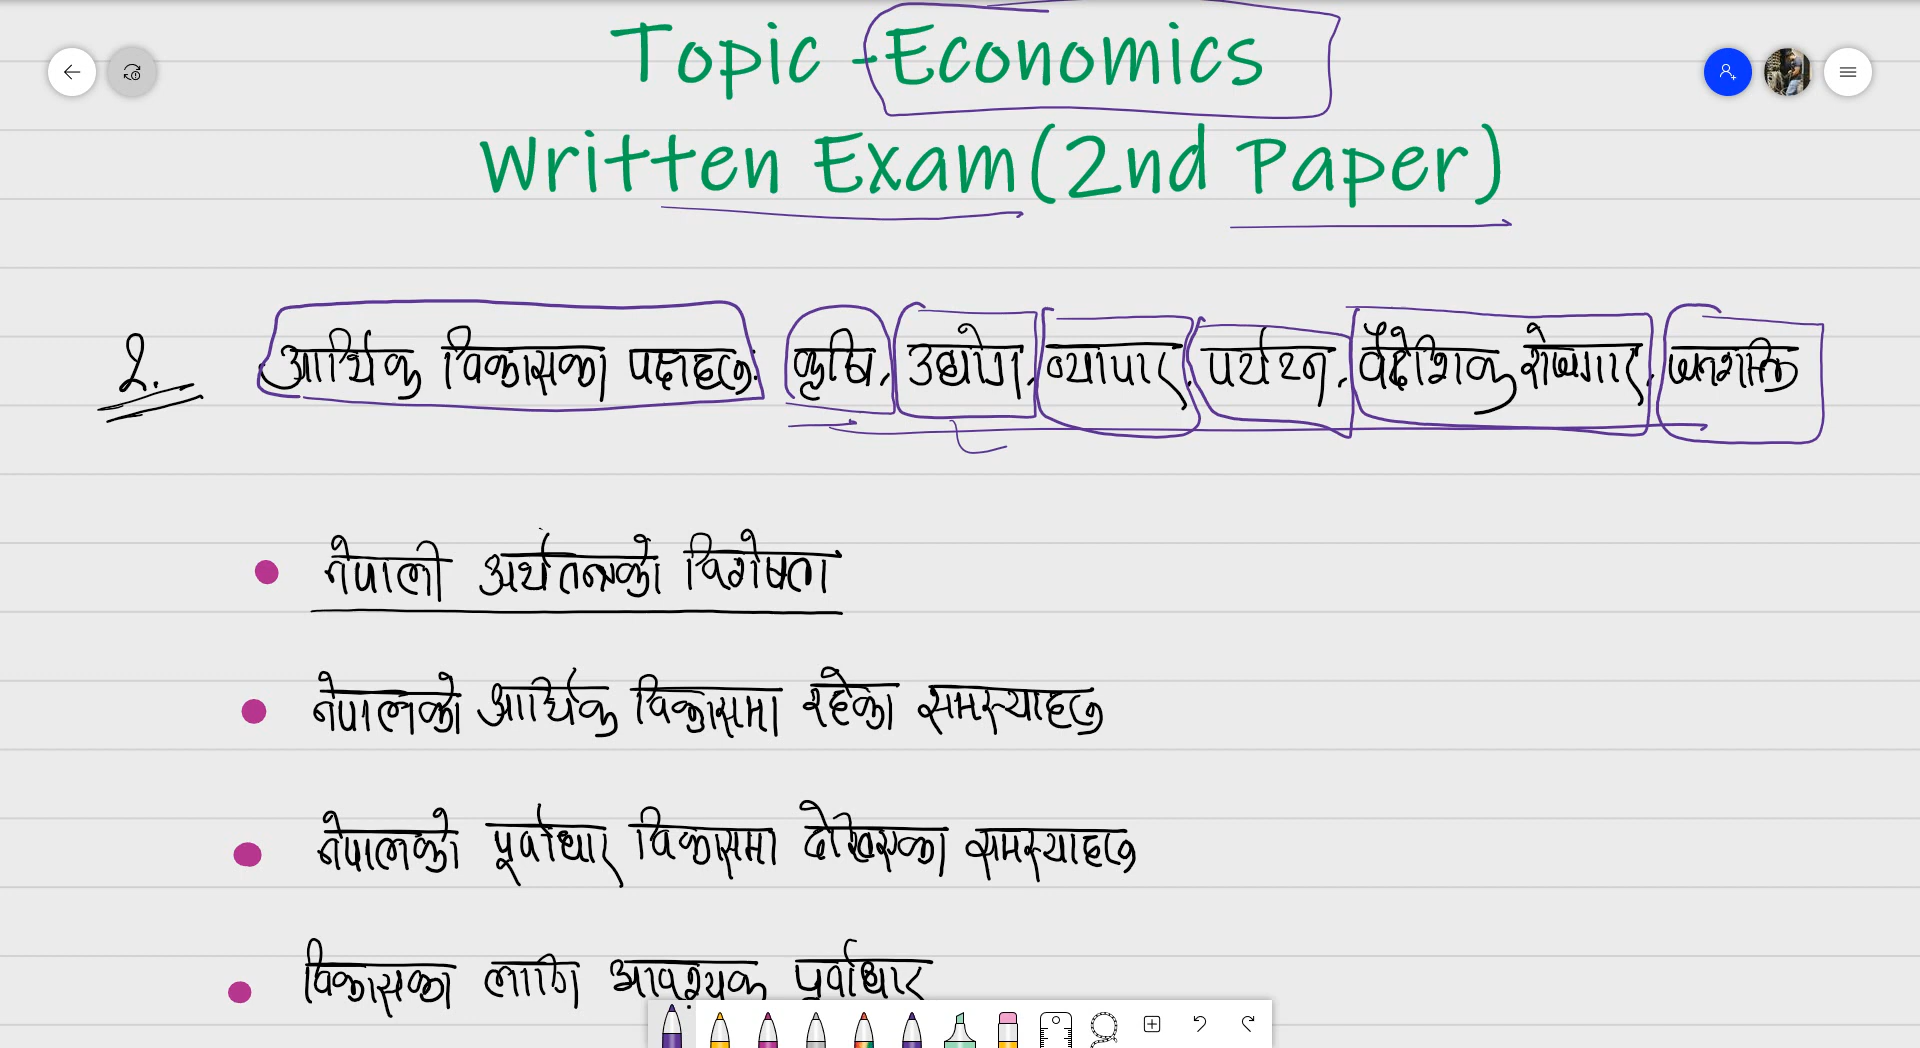 Topic -Economics
Written Exam(2nd Paper)
2. आर्थिक विकासका पक्षहरूः कृषि, उद्योग, व्यापार, पर्यटन, वैदेशिक रोजगार, जनशक्ति
नेपाली अर्थतन्त्रको विशेषता
नेपालको आर्थिक विकासमा रहेका समस्याहरू
नेपालको पूर्वाधार विकासमा देखिएका समस्याहरू
विकासका लागि आवश्यक पूर्वाधार